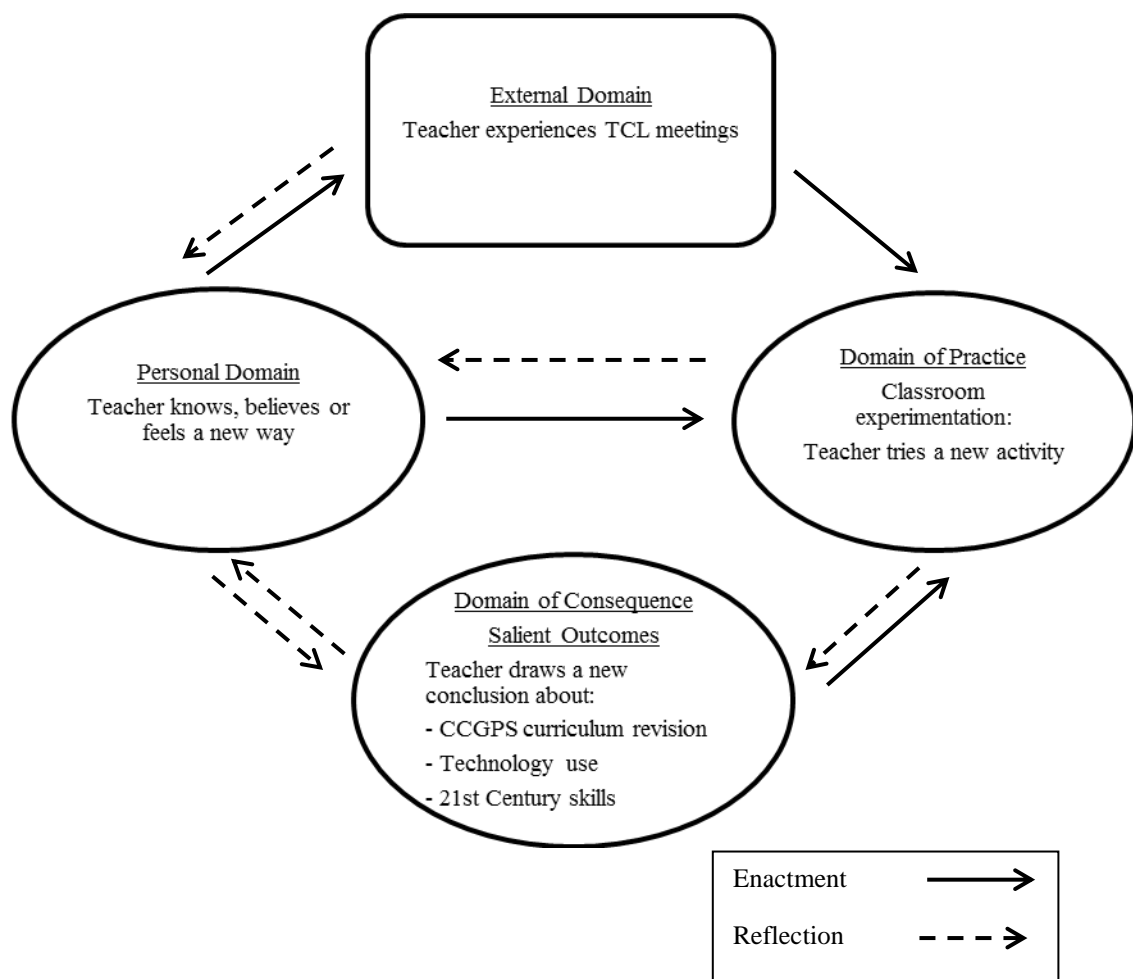 External Domain
Teacher experiences TCL meetings
Personal Domain
Teacher knows, believes or
feels a new way
Domain of Practice
Classroom
experimentation:
Teacher tries a new activity
Domain of Consequence
Salient Outcomes
Teacher draws a new
conclusion about:
- CCGPS curriculum revision
- Technology use
- 21st Century skills
Enactment
Reflection